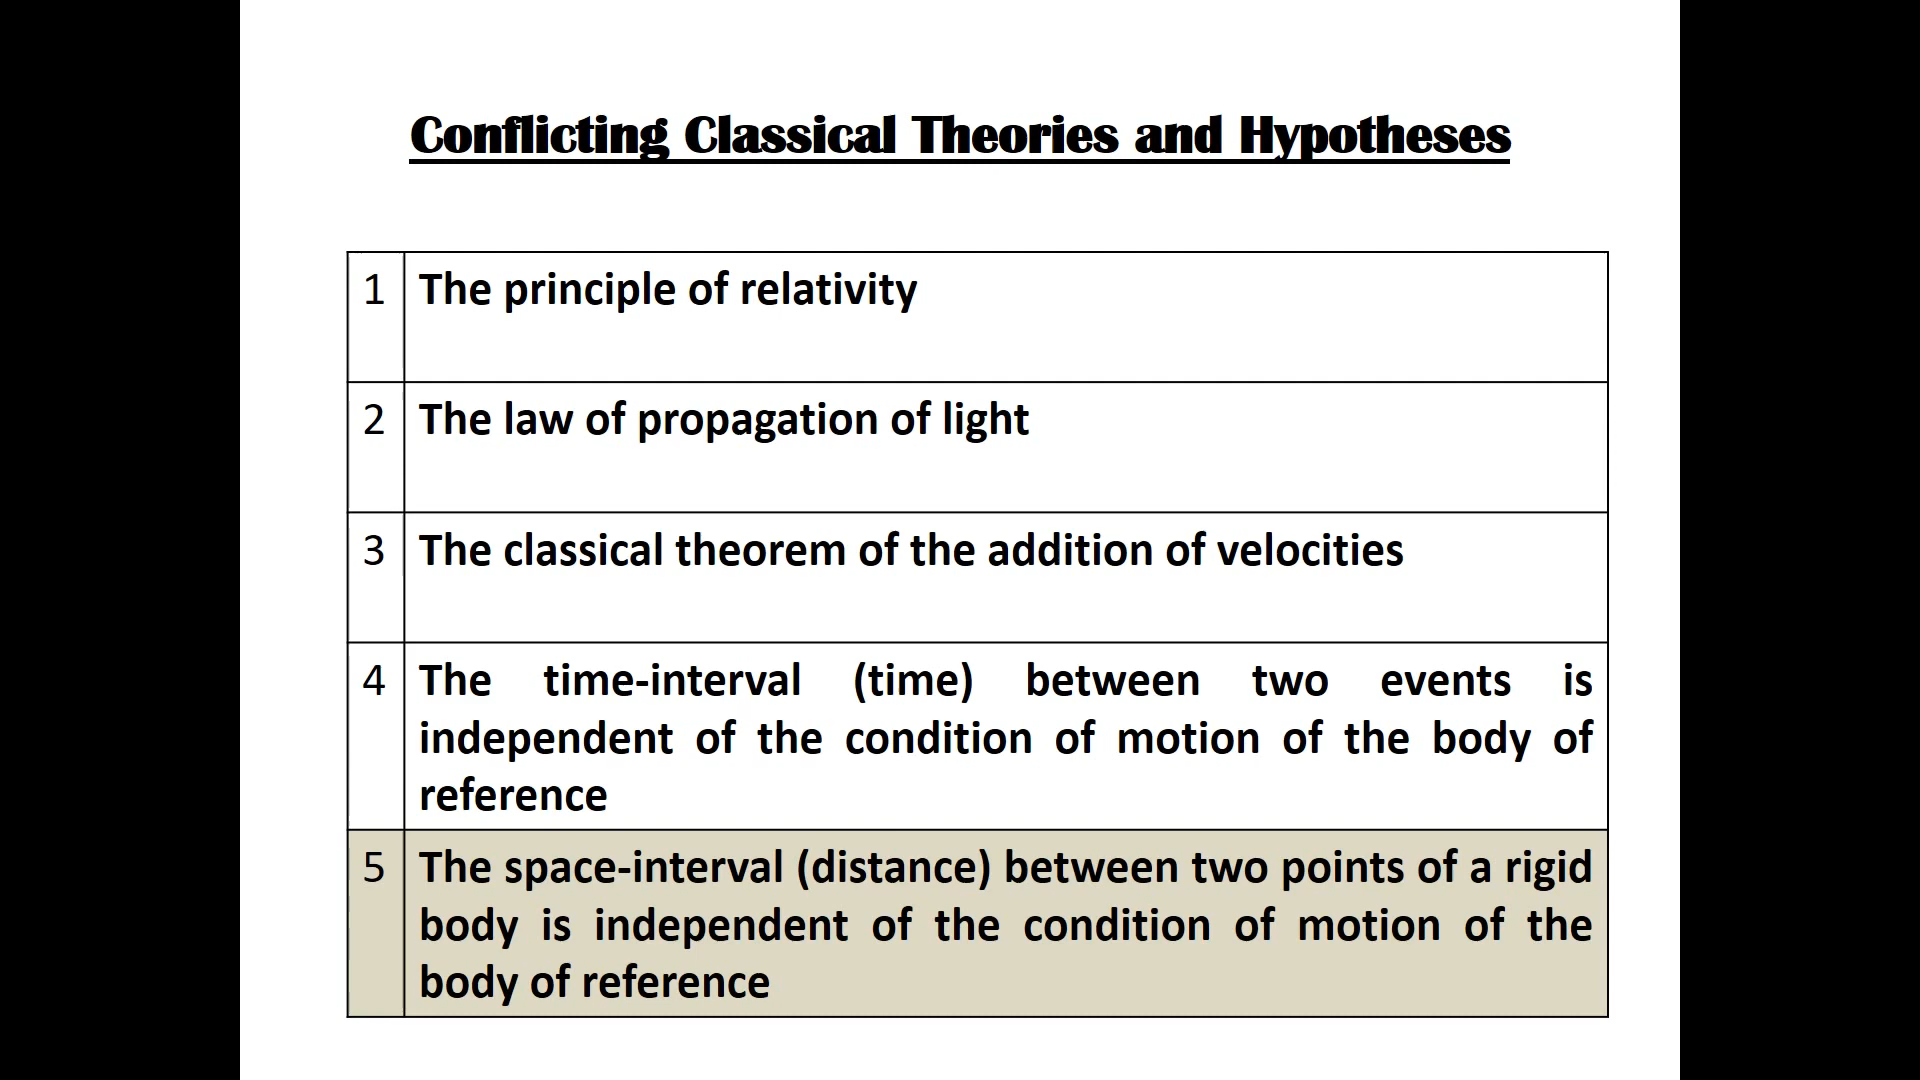 Conflicting Classical Theories and Hypotheses
1 The principle of relativity
2 The law of propagation of light
3 The classical theorem of the addition of velocities
4 The time-interval (time) between two events is
independent of the condition of motion of the body of
reference
5 The space-interval (distance) between two points of a rigid
body is independent of the condition of motion of the
body of reference